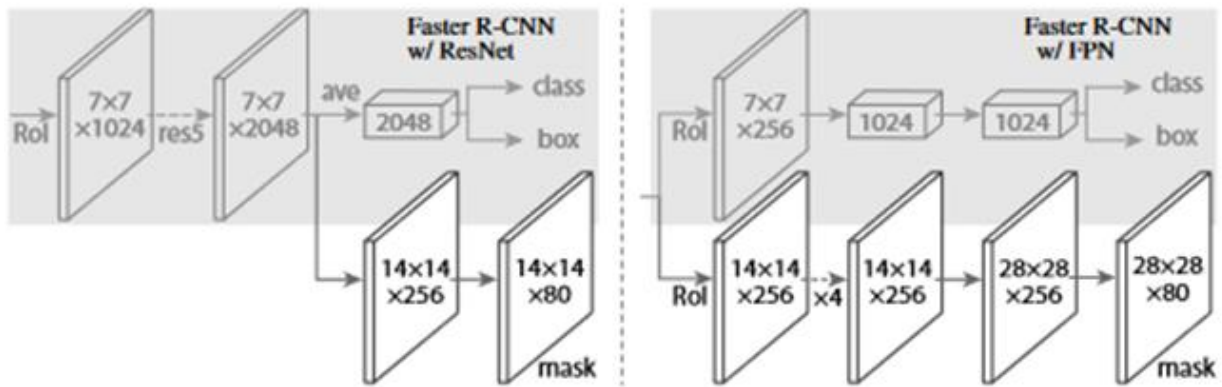 Faster R-CNN
w/ ResNet
RoI
7×7
×1024
res5
7×7
×2048
ave
2048
class
box
14×14
×256
14×14
×80
mask
Faster R-CNN
w/ FPN
RoI
7×7
×256
1024
1024
class
box
RoI
14×14
×256
×4
14×14
×256
28×28
×256
28×28
×80
mask